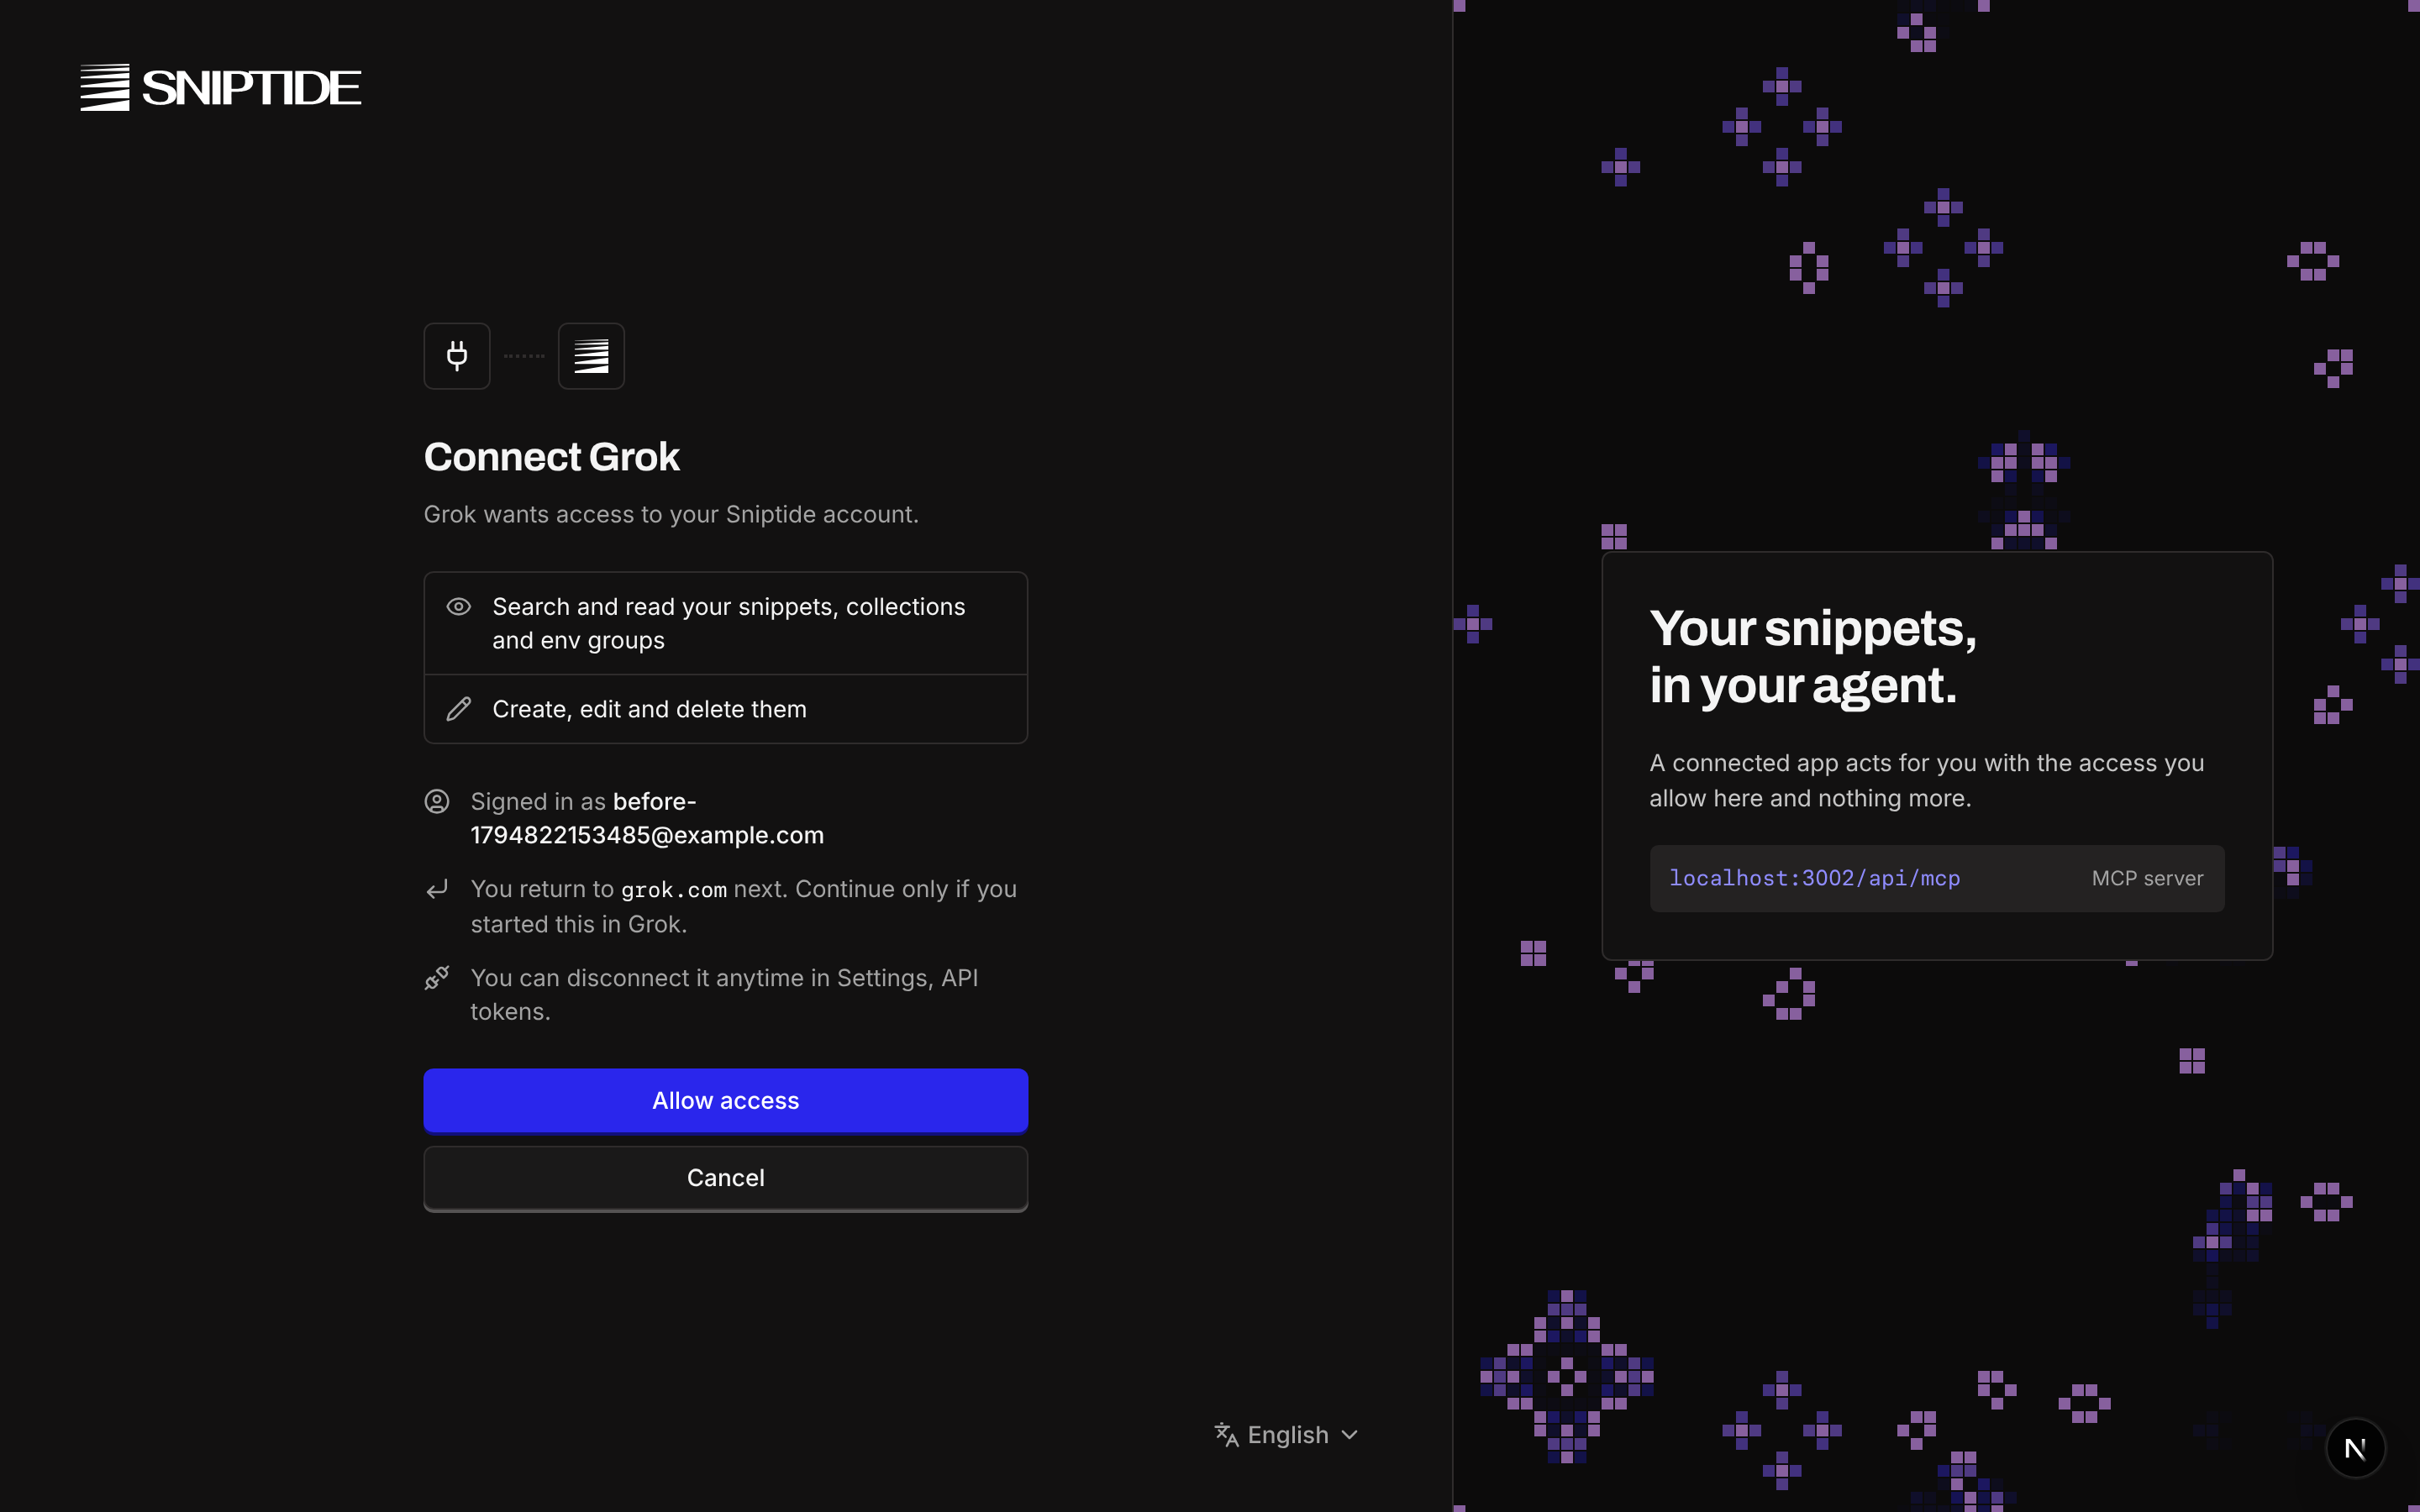 SNIPTIDE
Connect Grok
Grok wants access to your Sniptide account.
Search and read your snippets, collections
and env groups
Create, edit and delete them
Signed in as before-
1794822153485@example.com
You return to grok.com next. Continue only if you
started this in Grok.
You can disconnect it anytime in Settings, API
tokens.
Allow access
Cancel
English
Your snippets,
in your agent.
A connected app acts for you with the access you
allow here and nothing more.
localhost:3002/api/mcp MCP server
N